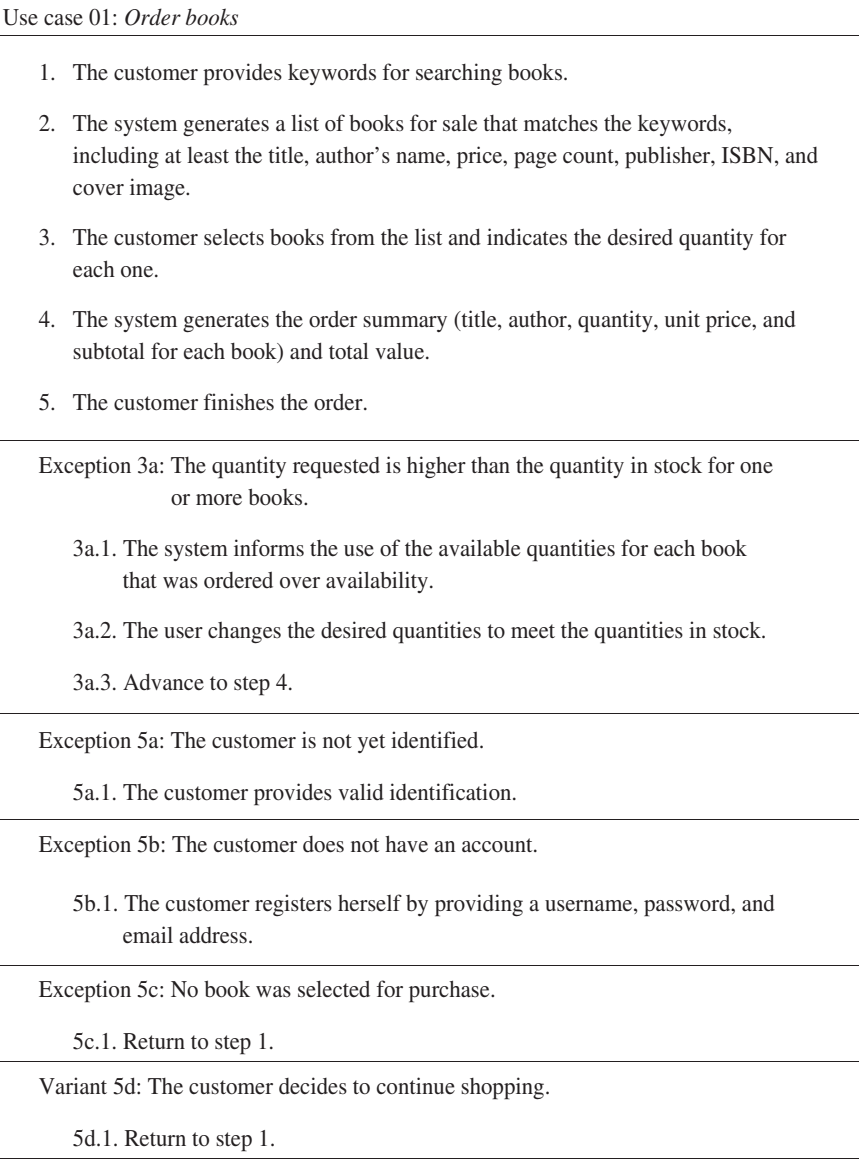 Use case 01: Order books
1. The customer provides keywords for searching books.
2. The system generates a list of books for sale that matches the keywords,
including at least the title, author’s name, price, page count, publisher, ISBN, and
cover image.
3. The customer selects books from the list and indicates the desired quantity for
each one.
4. The system generates the order summary (title, author, quantity, unit price, and
subtotal for each book) and total value.
5. The customer finishes the order.
Exception 3a: The quantity requested is higher than the quantity in stock for one
or more books.
3a.1. The system informs the use of the available quantities for each book
that was ordered over availability.
3a.2. The user changes the desired quantities to meet the quantities in stock.
3a.3. Advance to step 4.
Exception 5a: The customer is not yet identified.
5a.1. The customer provides valid identification.
Exception 5b: The customer does not have an account.
5b.1. The customer registers herself by providing a username, password, and
email address.
Exception 5c: No book was selected for purchase.
5c.1. Return to step 1.
Variant 5d: The customer decides to continue shopping.
5d.1. Return to step 1.